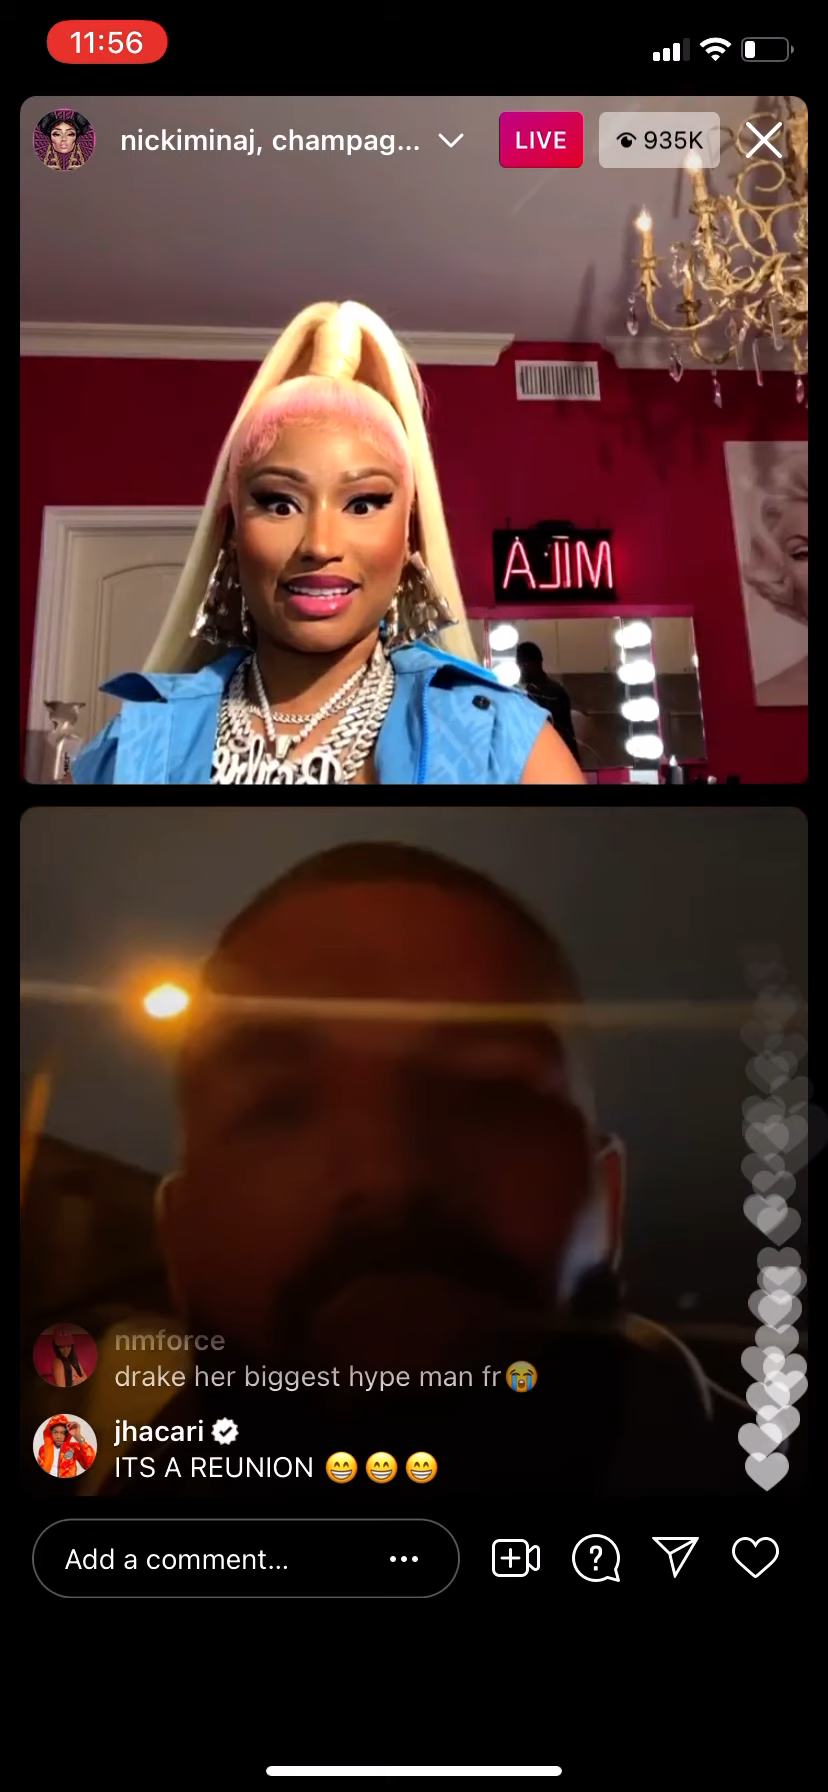 11:56
nickiminaj, champag...
LIVE
935K
MILA
nmforce
drake her biggest hype man fr😭
jhacari
ITS A REUNION 😁😁😁
Add a comment...